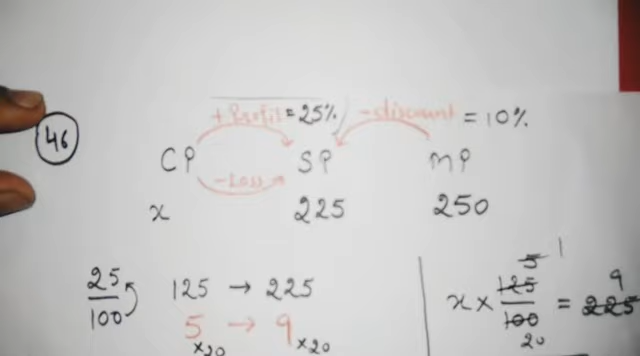 + Profit = 25% / - discount = 10%
46
CP SP MP
- Loss
x 225 250
25/100 125 → 225
5 → 9
×20 ×20
5 1
x × 125/100 = 225
9
20